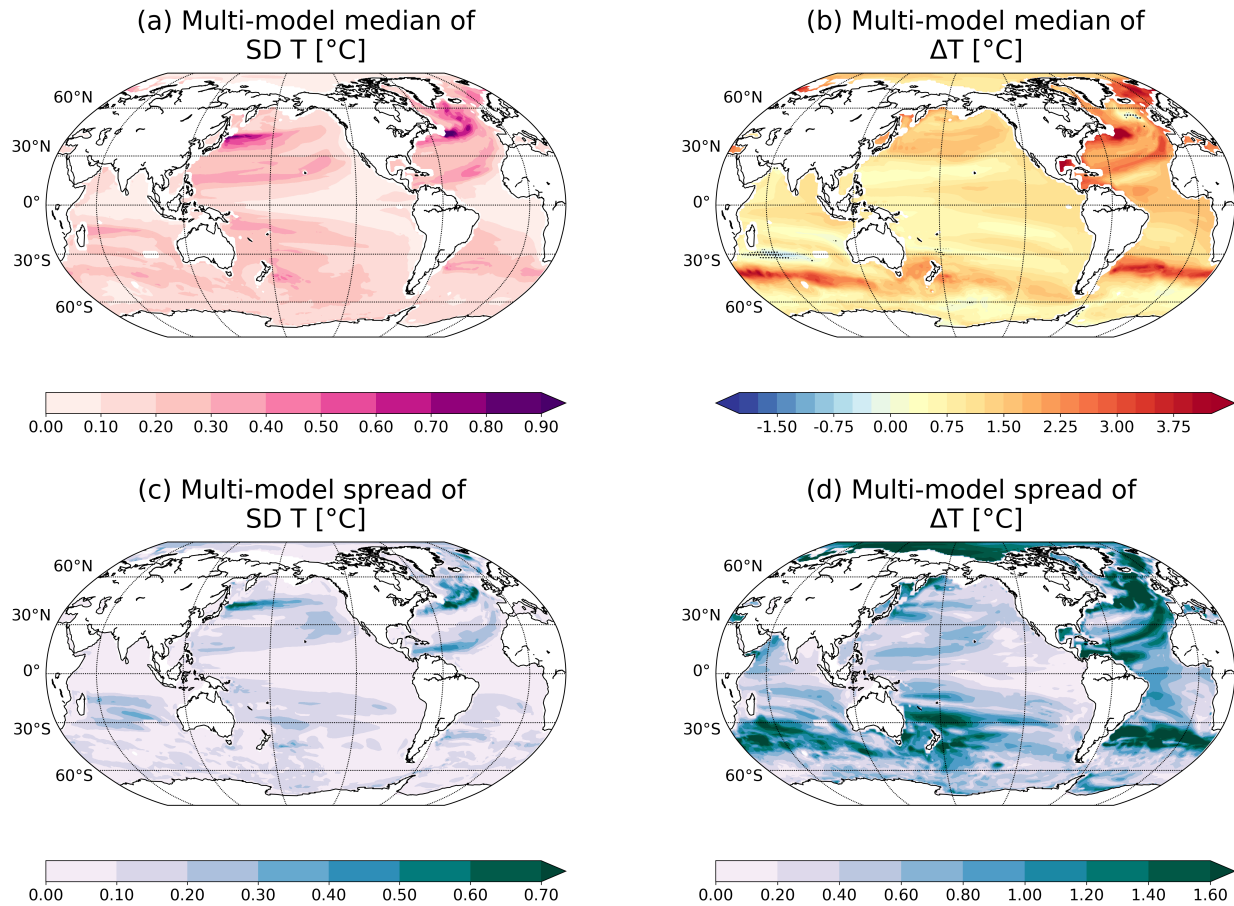 (a) Multi-model median of
SD T [°C]
60°N
30°N
0°
30°S
60°S
0.00 0.10 0.20 0.30 0.40 0.50 0.60 0.70 0.80 0.90
(b) Multi-model median of
ΔT [°C]
60°N
30°N
0°
30°S
60°S
-1.50 -0.75 0.00 0.75 1.50 2.25 3.00 3.75
(c) Multi-model spread of
SD T [°C]
60°N
30°N
0°
30°S
60°S
0.00 0.10 0.20 0.30 0.40 0.50 0.60 0.70
(d) Multi-model spread of
ΔT [°C]
60°N
30°N
0°
30°S
60°S
0.00 0.20 0.40 0.60 0.80 1.00 1.20 1.40 1.60